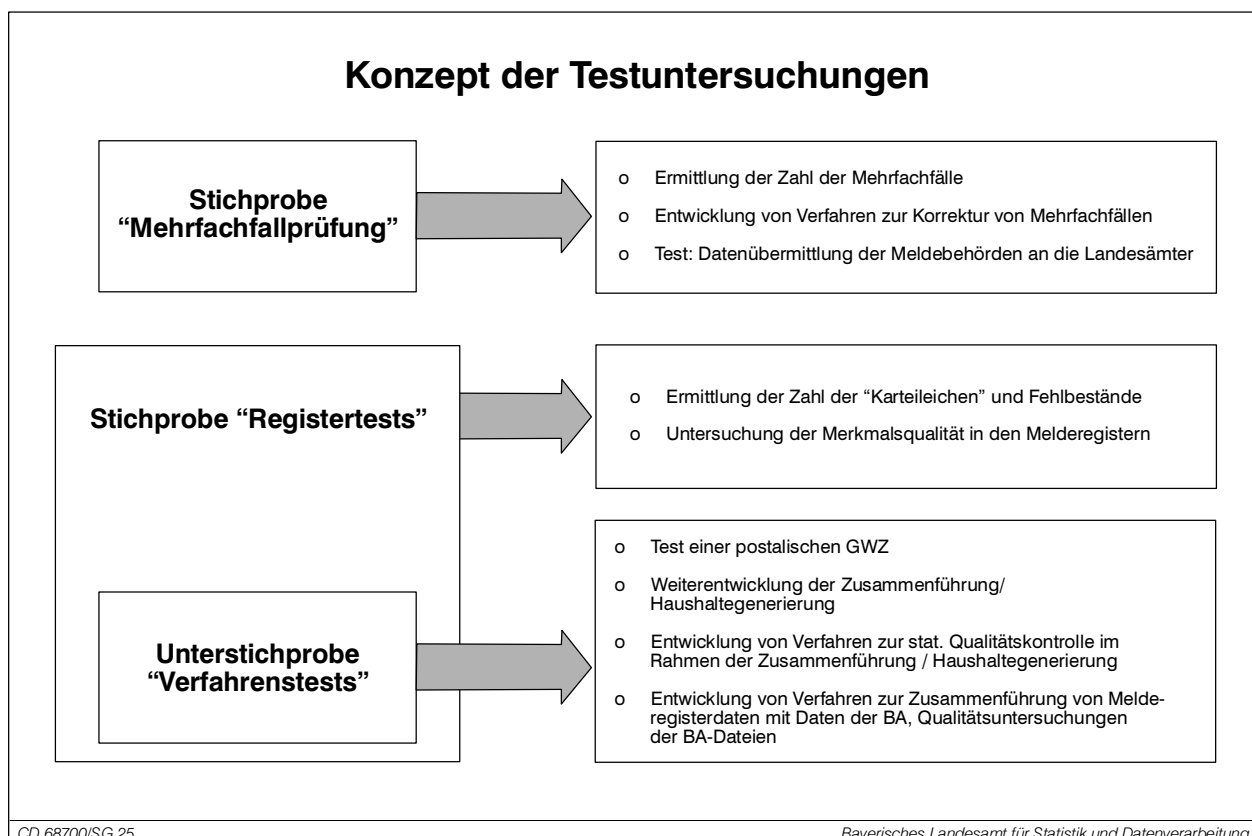 Konzept der Testuntersuchungen
Stichprobe
“Mehrfachfallprüfung”
o Ermittlung der Zahl der Mehrfachfälle
o Entwicklung von Verfahren zur Korrektur von Mehrfachfällen
o Test: Datenübermittlung der Meldebehörden an die Landesämter
Stichprobe “Registertests”
o Ermittlung der Zahl der “Karteileichen” und Fehlbestände
o Untersuchung der Merkmalsqualität in den Melderegistern
Unterstichprobe
“Verfahrenstests”
o Test einer postalischen GWZ
o Weiterentwicklung der Zusammenführung/
Haushaltegenerierung
o Entwicklung von Verfahren zur stat. Qualitätskontrolle im
Rahmen der Zusammenführung / Haushaltegenerierung
o Entwicklung von Verfahren zur Zusammenführung von Melde-
registerdaten mit Daten der BA, Qualitätsuntersuchungen
der BA-Dateien
CD 68700/SG 25
Bayerisches Landesamt für Statistik und Datenverarbeitung